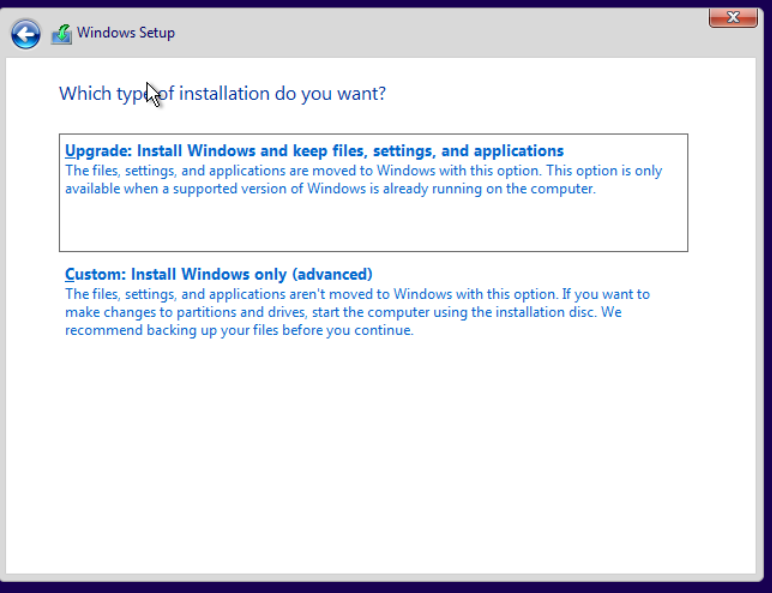 Windows Setup
Which type of installation do you want?
Upgrade: Install Windows and keep files, settings, and applications
The files, settings, and applications are moved to Windows with this option. This option is only
available when a supported version of Windows is already running on the computer.
Custom: Install Windows only (advanced)
The files, settings, and applications aren't moved to Windows with this option. If you want to
make changes to partitions and drives, start the computer using the installation disc. We
recommend backing up your files before you continue.